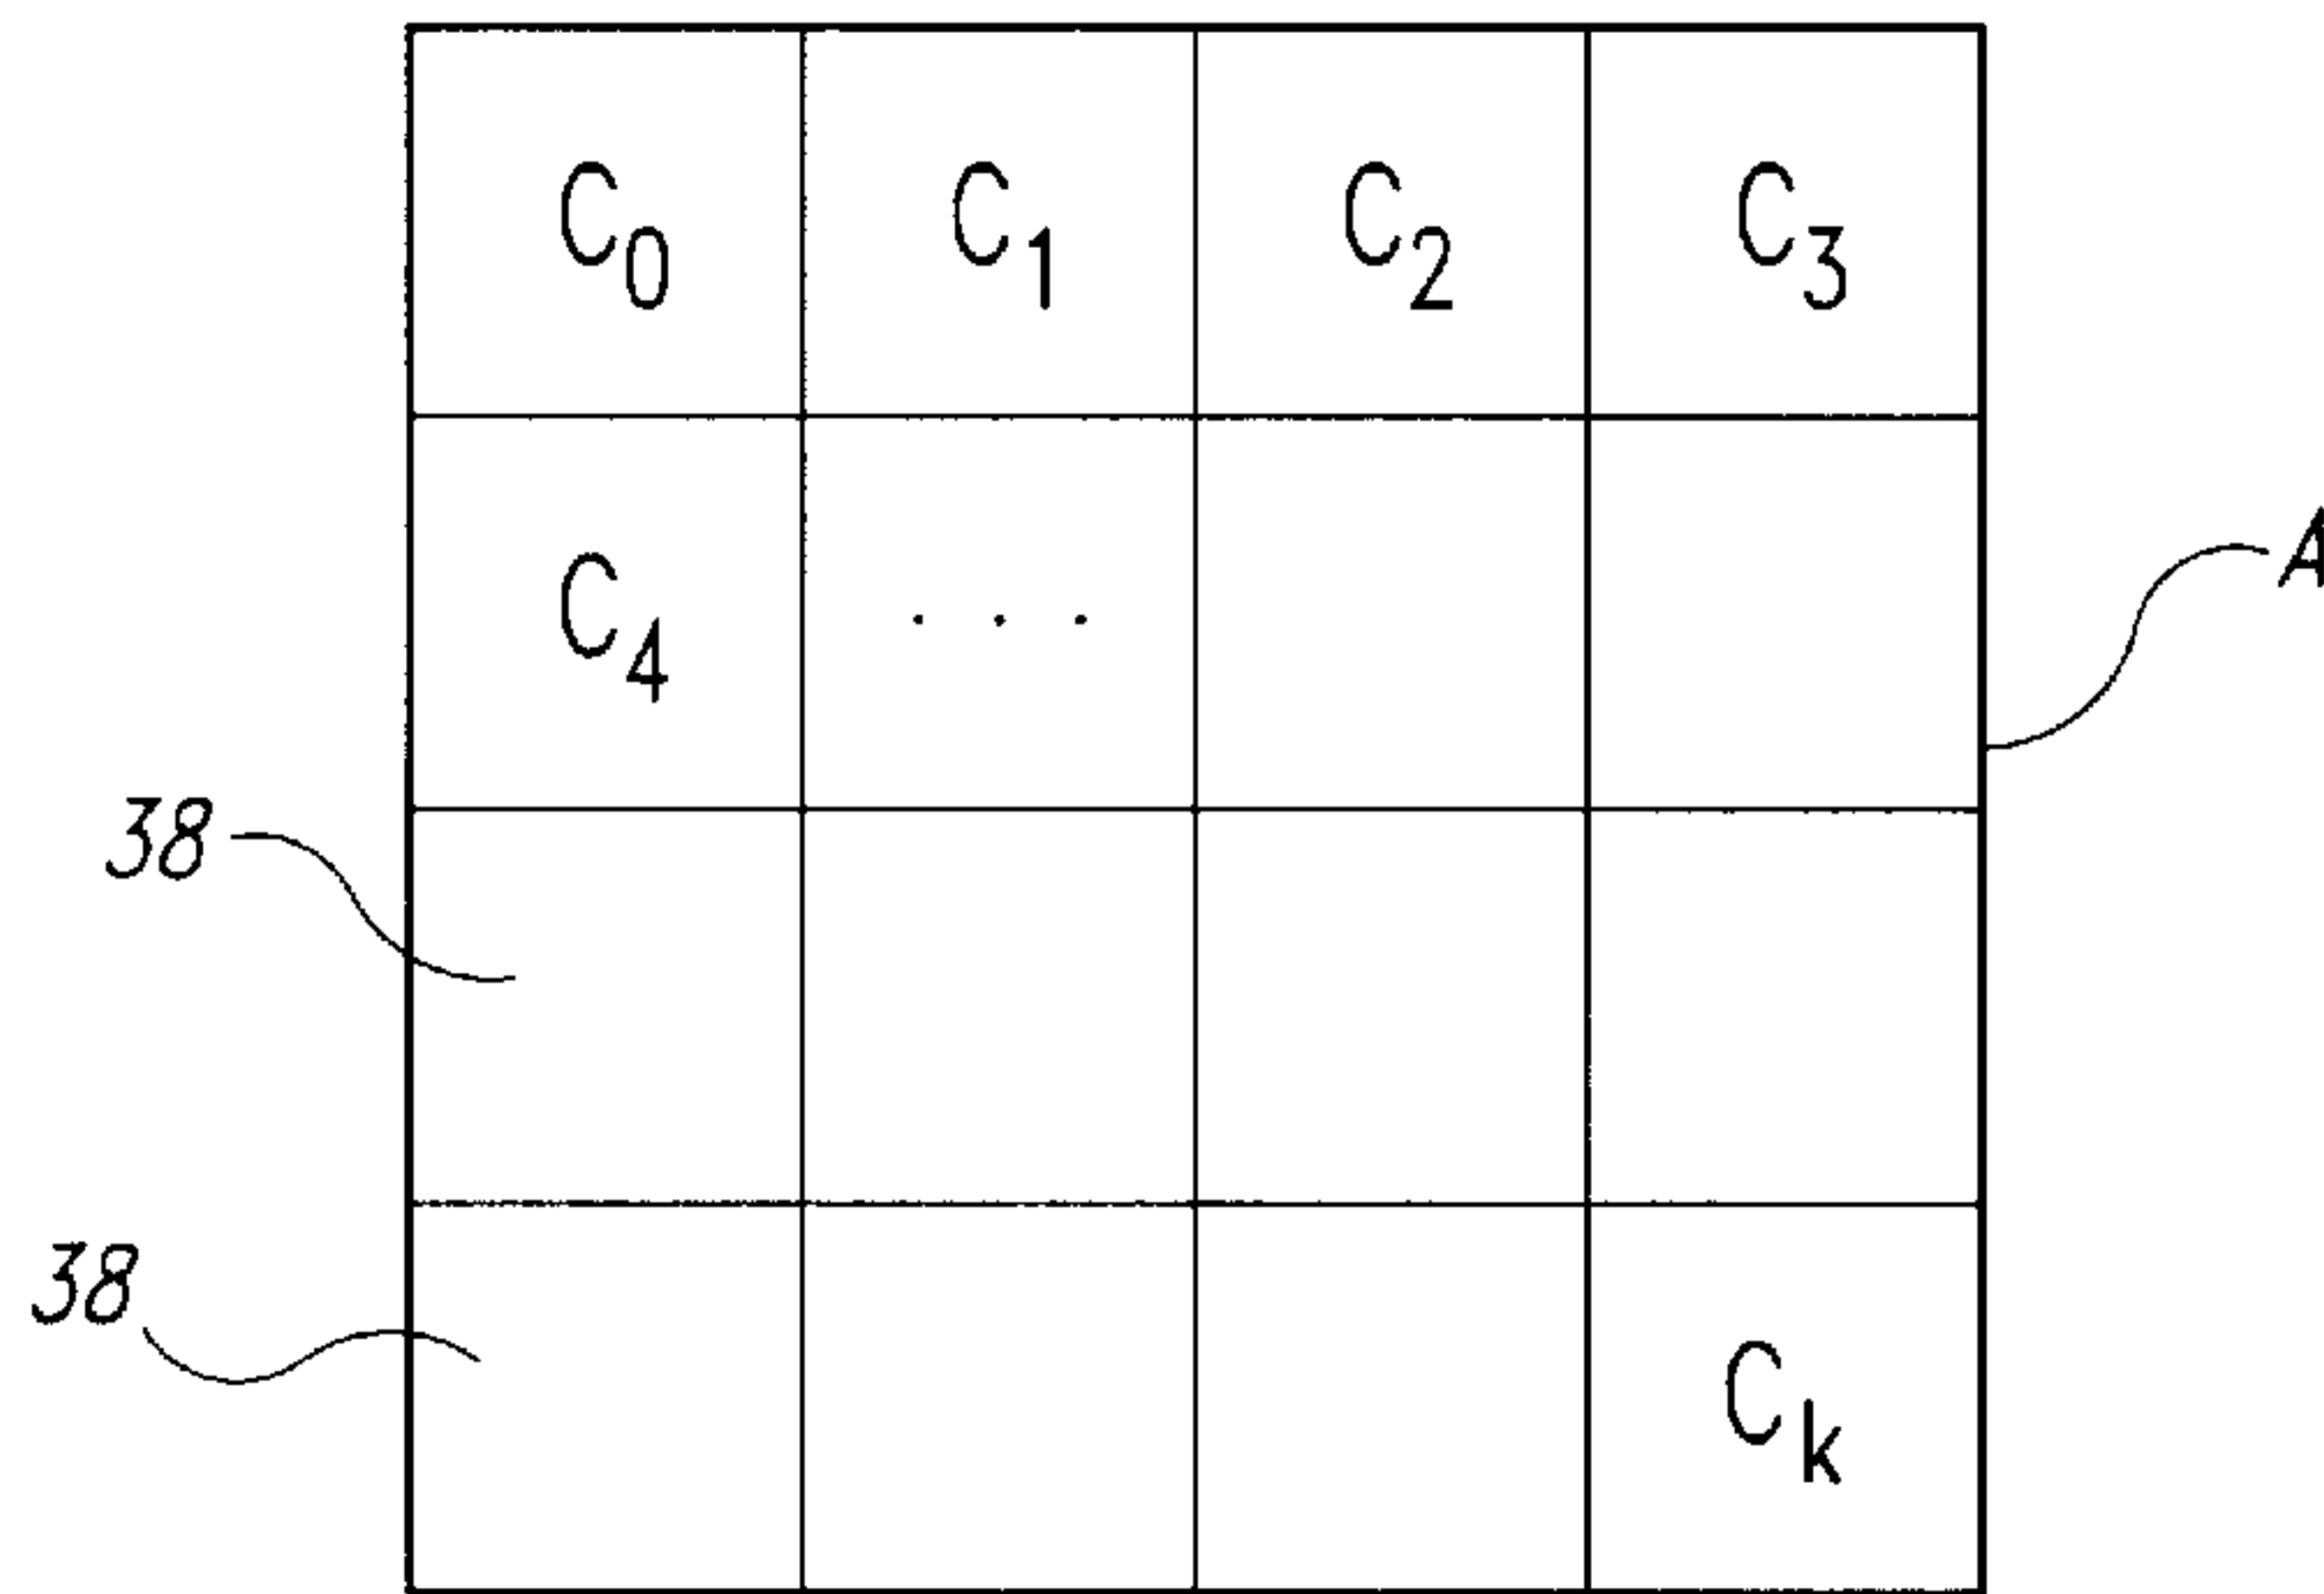 C₀ C₁ C₂ C₃
C₄ . . .
A
38
38
Cₖ